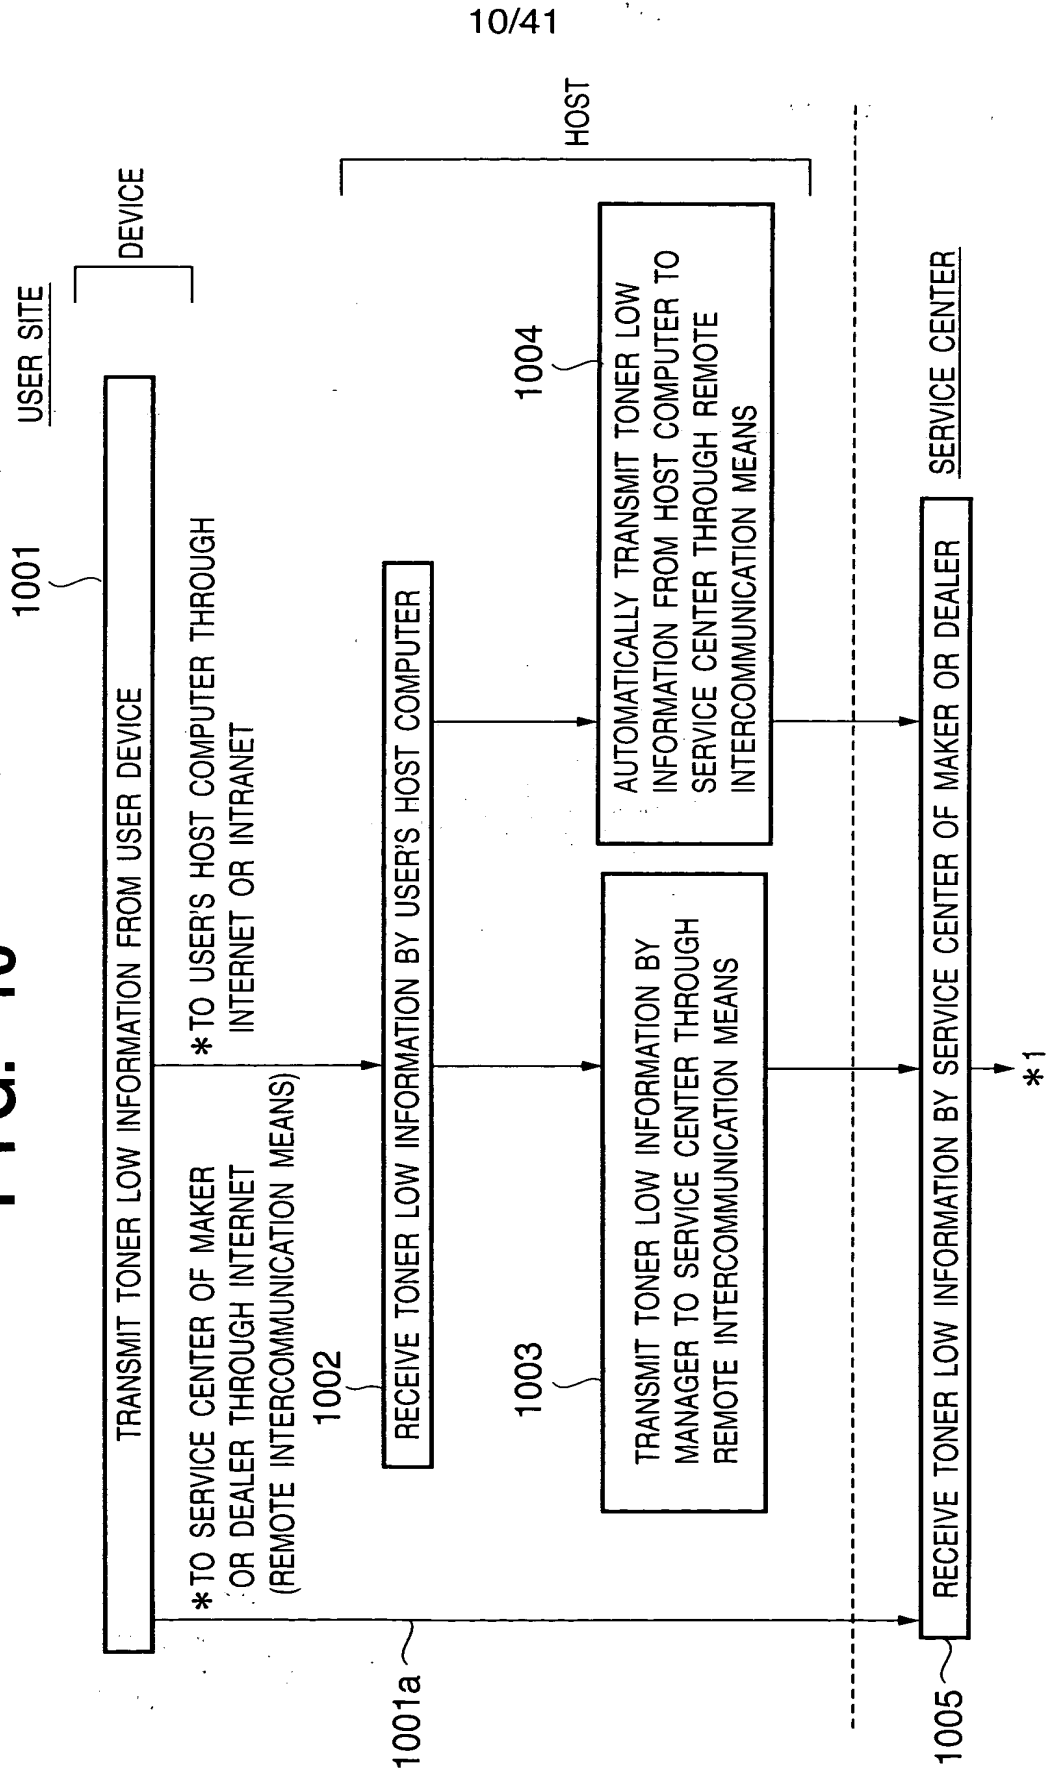 10/41
FIG. 10
USER SITE
1001
DEVICE
TRANSMIT TONER LOW INFORMATION FROM USER DEVICE
*TO SERVICE CENTER OF MAKER
OR DEALER THROUGH INTERNET
(REMOTE INTERCOMMUNICATION MEANS)
*TO USER'S HOST COMPUTER THROUGH
INTERNET OR INTRANET
1001a
1002
RECEIVE TONER LOW INFORMATION BY USER'S HOST COMPUTER
HOST
1003
TRANSMIT TONER LOW INFORMATION BY
MANAGER TO SERVICE CENTER THROUGH
REMOTE INTERCOMMUNICATION MEANS
1004
AUTOMATICALLY TRANSMIT TONER LOW
INFORMATION FROM HOST COMPUTER TO
SERVICE CENTER THROUGH REMOTE
INTERCOMMUNICATION MEANS
SERVICE CENTER
1005
RECEIVE TONER LOW INFORMATION BY SERVICE CENTER OF MAKER OR DEALER
*1